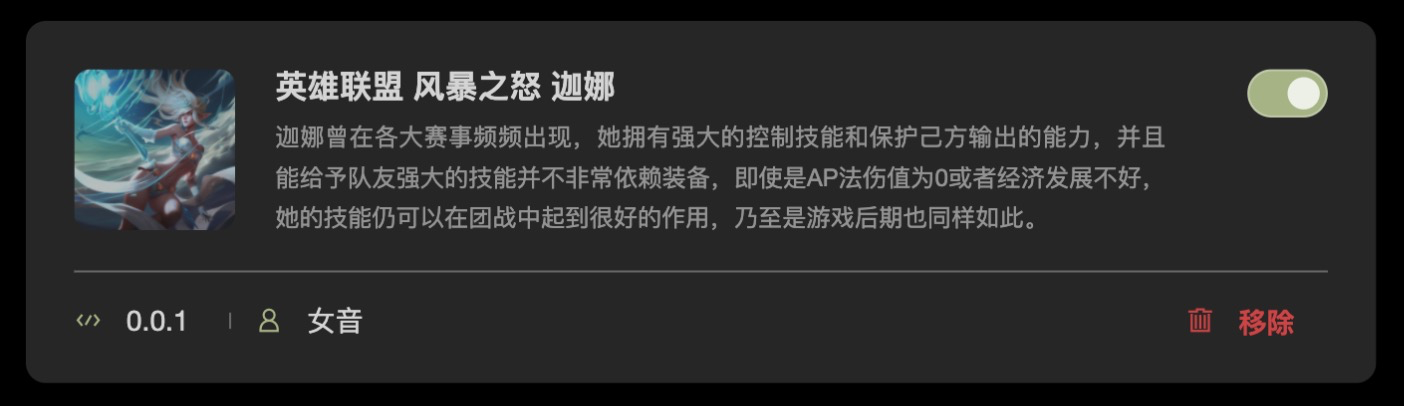 英雄联盟 风暴之怒 迦娜
迦娜曾在各大赛事频频出现，她拥有强大的控制技能和保护己方输出的能力，并且
能给予队友强大的技能并不非常依赖装备，即使是AP法伤值为0或者经济发展不好，
她的技能仍可以在团战中起到很好的作用，乃至是游戏后期也同样如此。
0.0.1 女音 移除